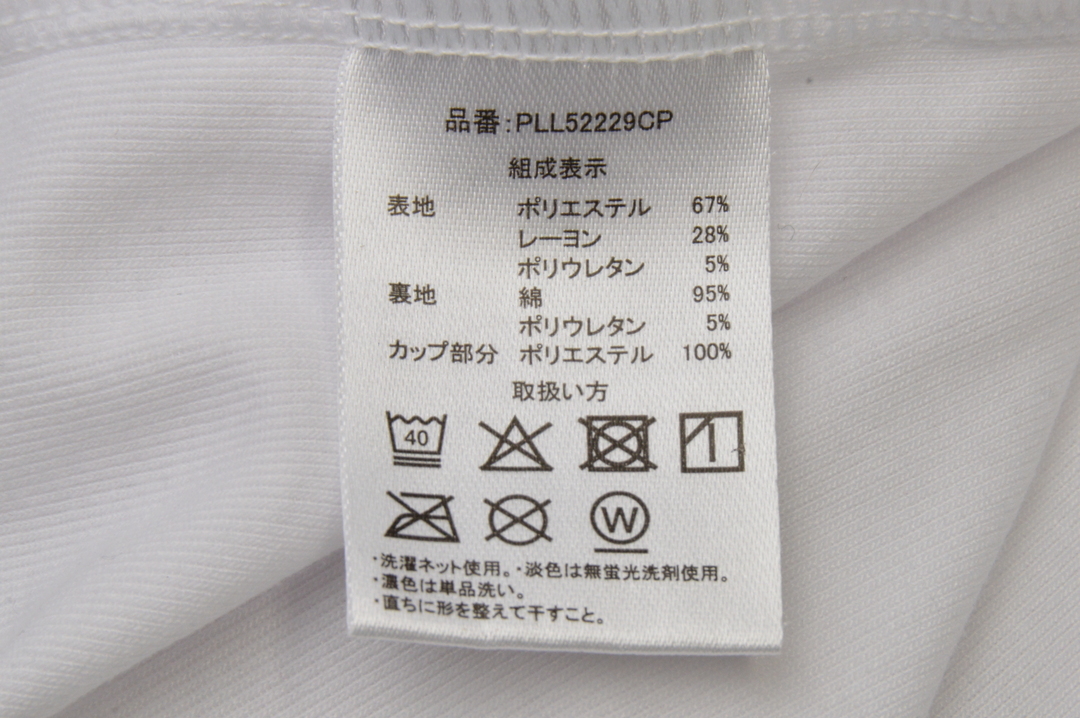 品番:PLL52229CP
組成表示
表地 ポリエステル 67%
レーヨン 28%
ポリウレタン 5%
裏地 綿 95%
ポリウレタン 5%
カップ部分 ポリエステル 100%
取扱い方
40
W
・洗濯ネット使用。・淡色は無蛍光洗剤使用。
・濃色は単品洗い。
・直ちに形を整えて干すこと。